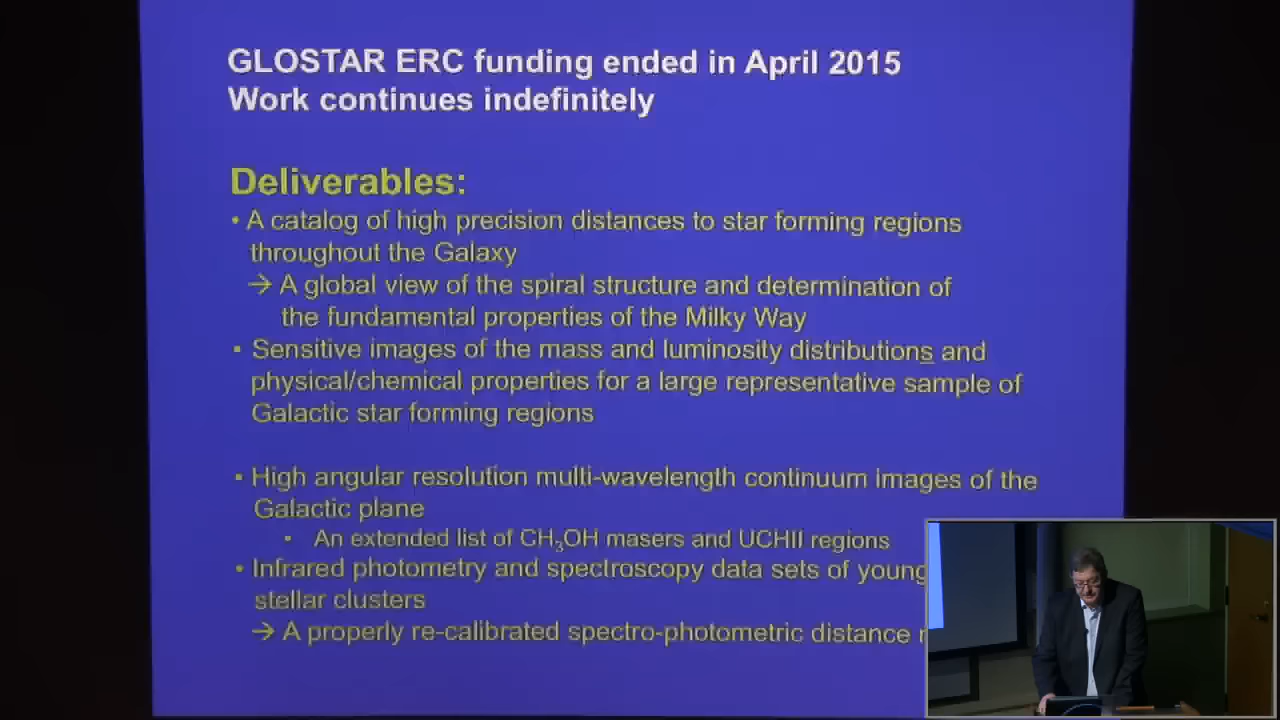 GLOSTAR ERC funding ended in April 2015
Work continues indefinitely
Deliverables:
• A catalog of high precision distances to star forming regions
throughout the Galaxy
→ A global view of the spiral structure and determination of
the fundamental properties of the Milky Way
• Sensitive images of the mass and luminosity distributions and
physical/chemical properties for a large representative sample of
Galactic star forming regions
• High angular resolution multi-wavelength continuum images of the
Galactic plane
• An extended list of CH₃OH masers and UCHII regions
• Infrared photometry and spectroscopy data sets of young
stellar clusters
→ A properly re-calibrated spectro-photometric distance